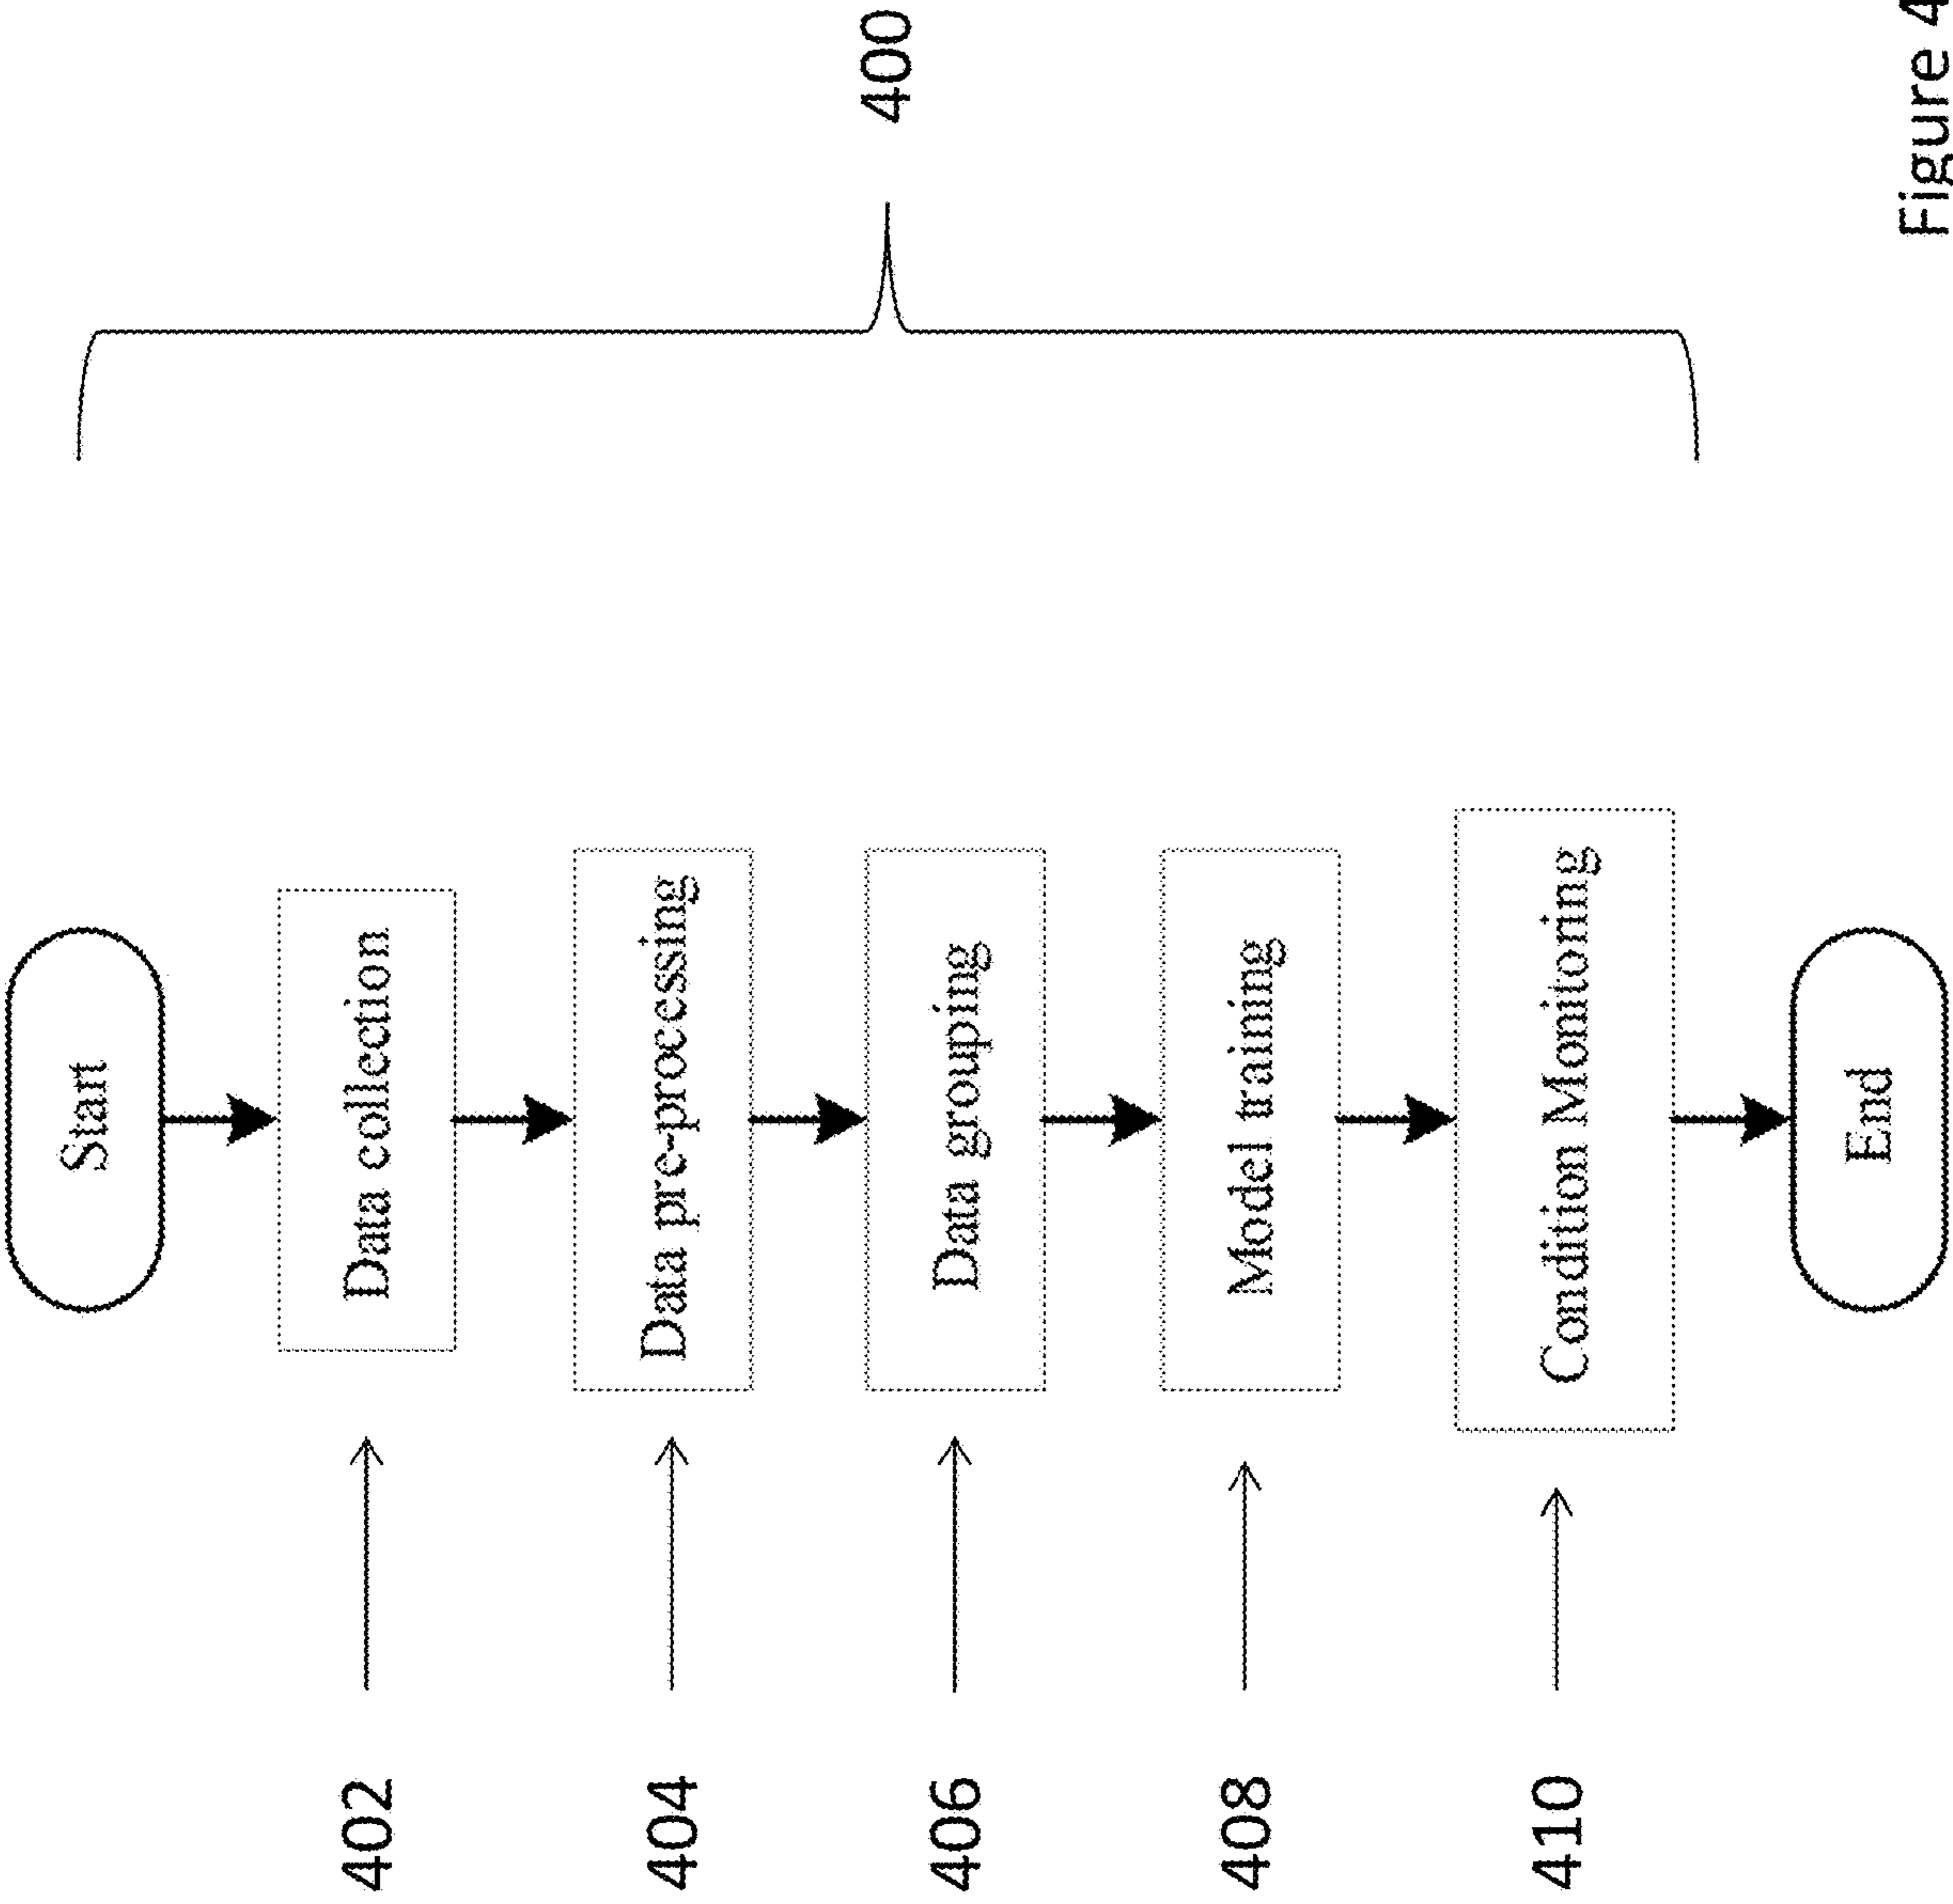 Start
402
Data collection
404
Data pre-processing
406
Data grouping
408
Model training
410
Condition Monitoring
End
400
Figure 4